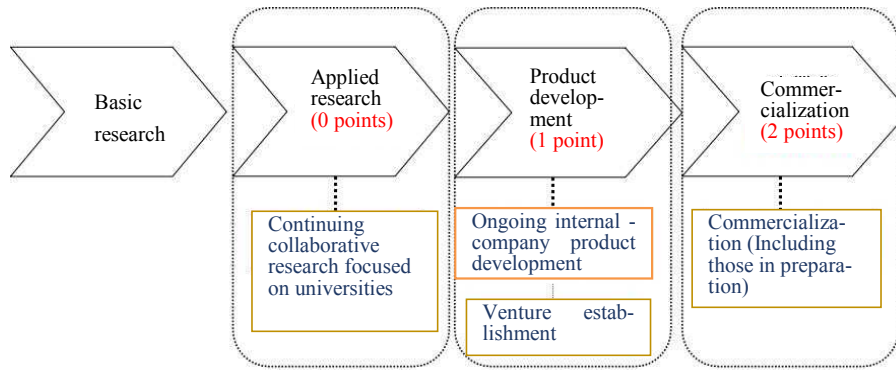 Basic
research
Applied
research
(0 points)
Product
develop-
ment
(1 point)
Commer-
cialization
(2 points)
Continuing
collaborative
research focused
on universities
Ongoing internal -
company product
development
Venture estab-
lishment
Commercializa-
tion (Including
those in prepara-
tion)